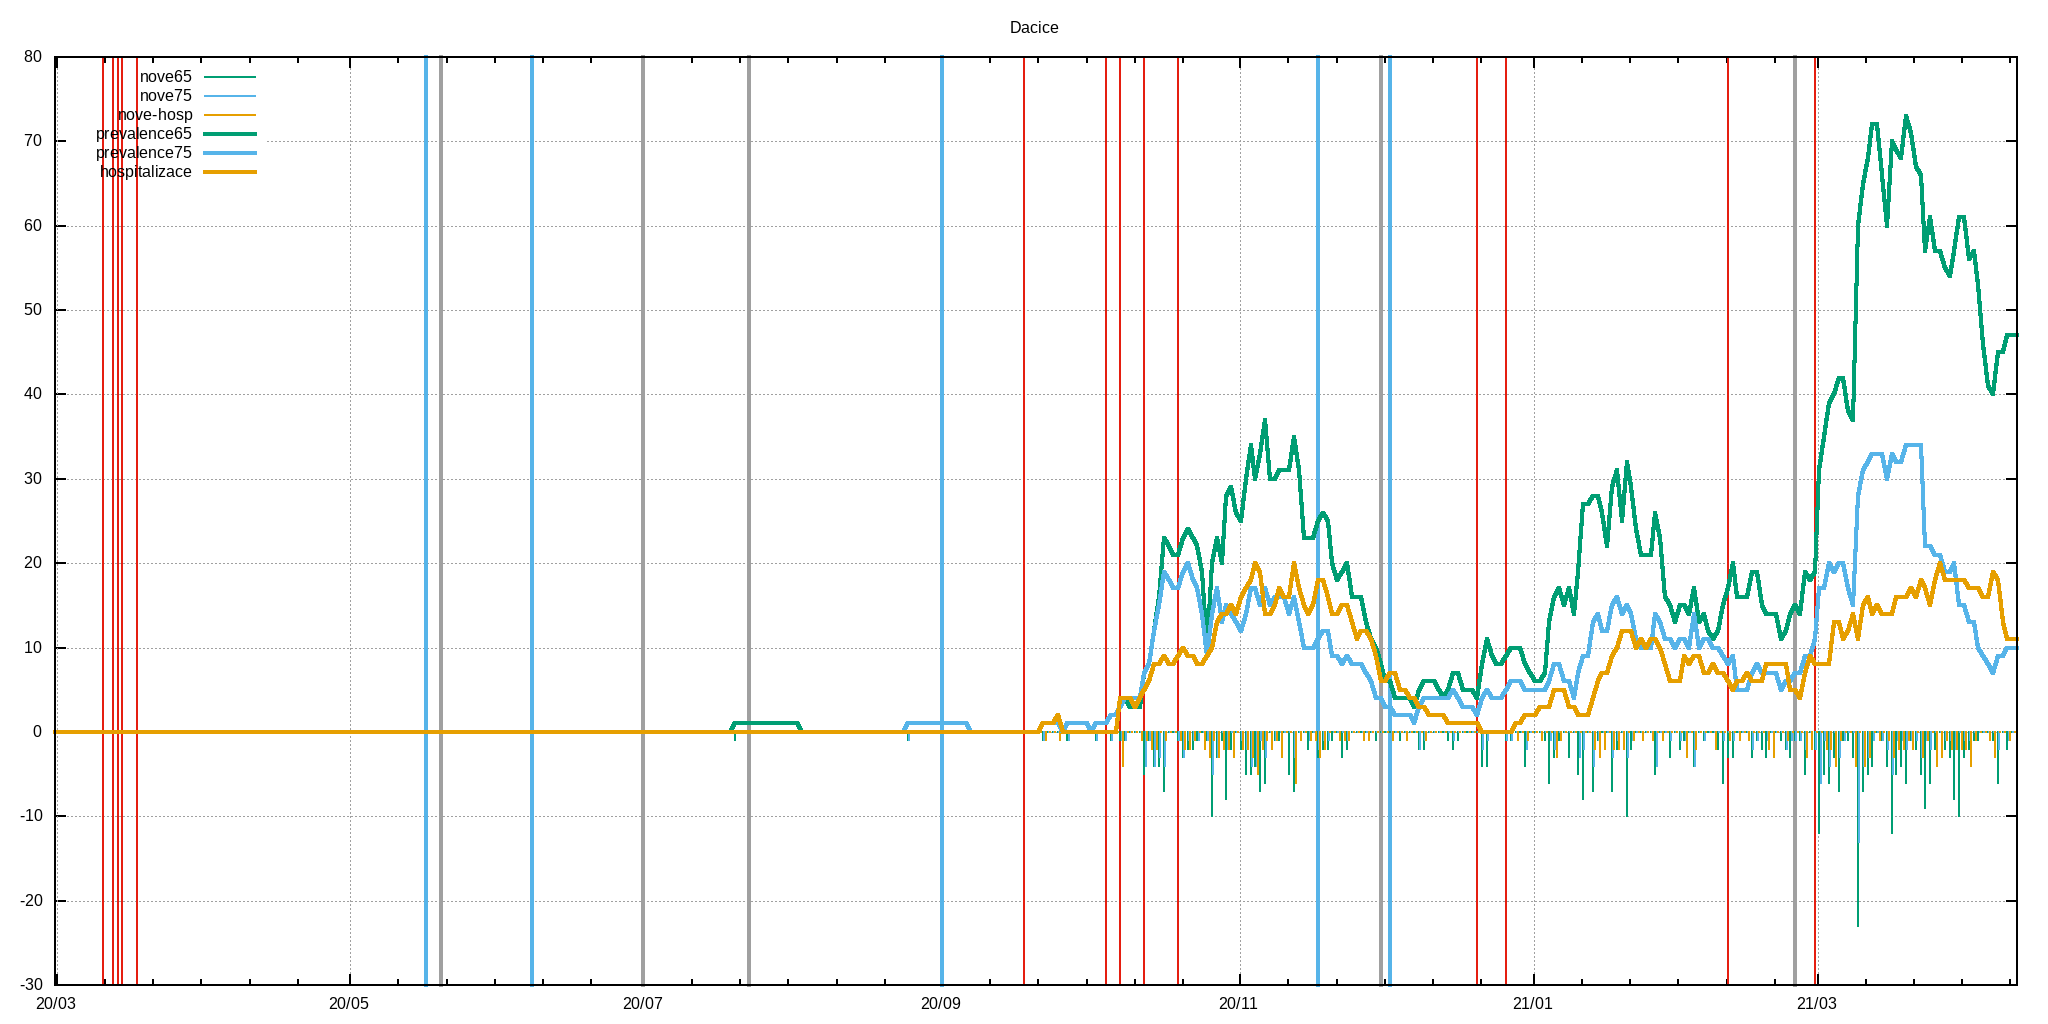 Dacice
80
70
60
50
40
30
20
10
0
-10
-20
-30
nove65
nove75
nove-hosp
prevalence65
prevalence75
hospitalizace
20/03 20/05 20/07 20/09 20/11 21/01 21/03